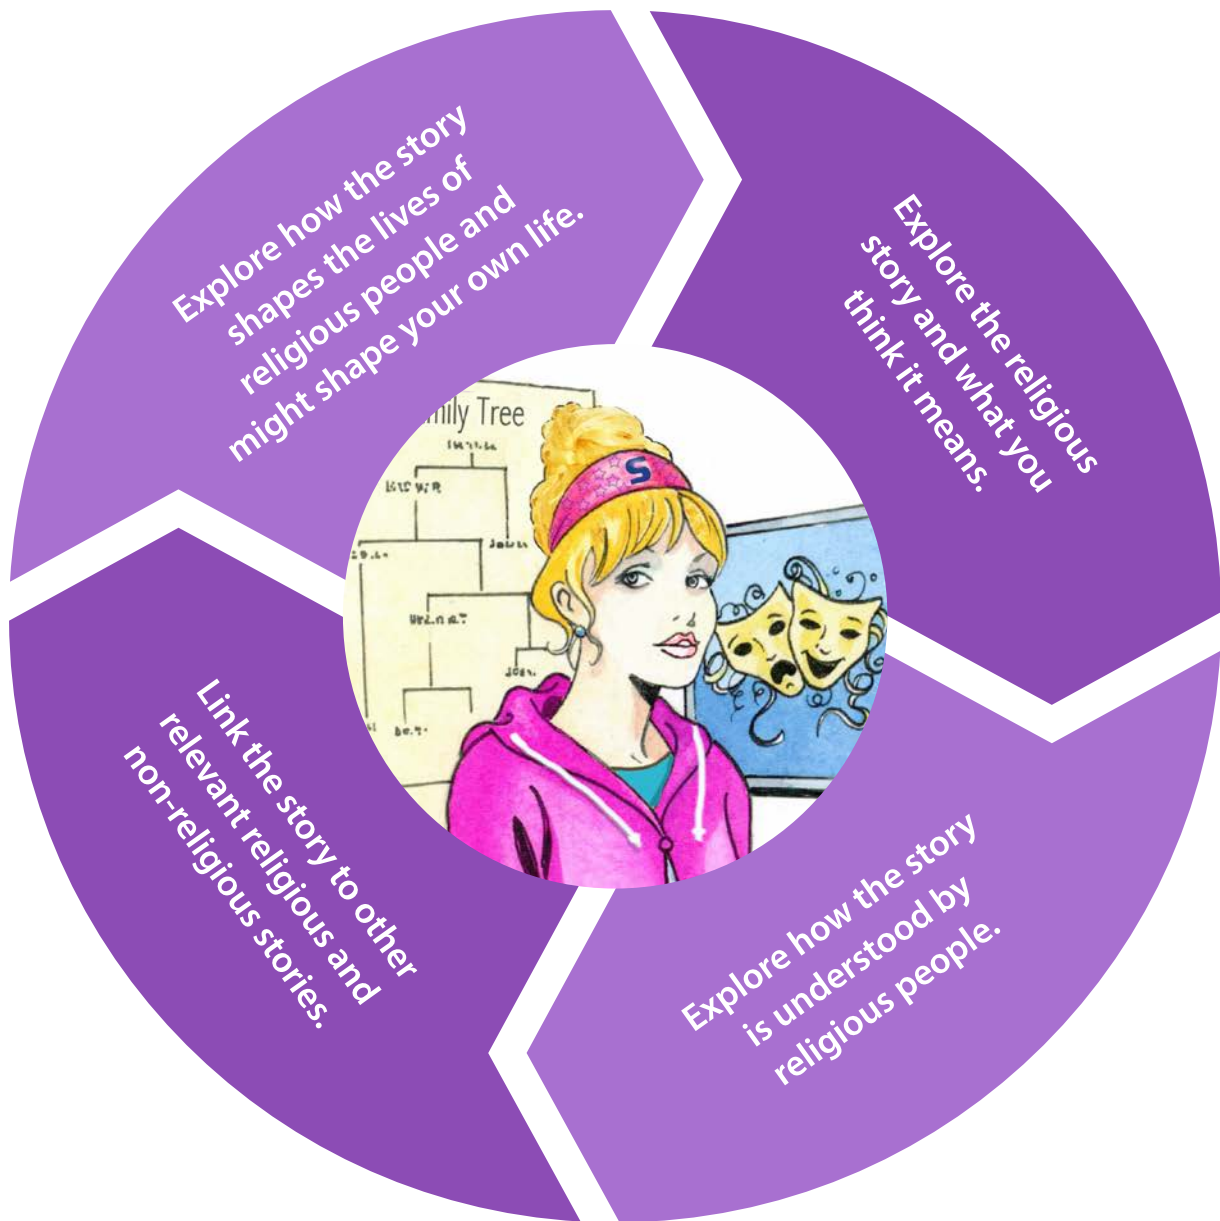 Explore how the story
shapes the lives of
religious people and
might shape your own life.
Explore the religious
story and what you
think it means.
Explore how the story
is understood by
religious people.
Link the story to other
relevant religious and
non-religious stories.
Tree
S